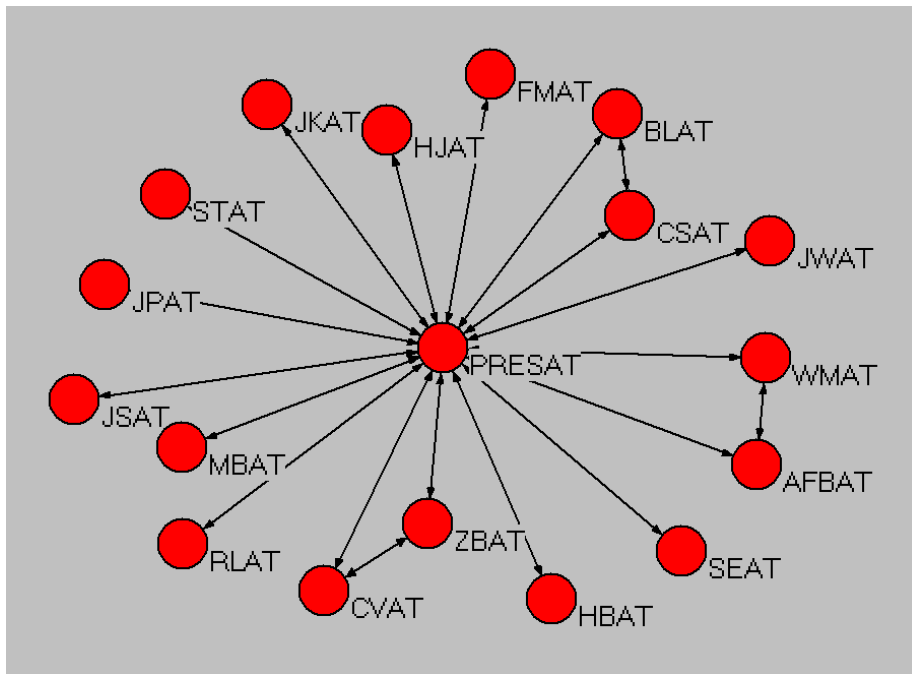 FMAT
JKAT
BLAT
HJAT
STAT
CSAT
JWAT
JPAT
PRESAT
WMAT
JSAT
MBAT
AFBAT
ZBAT
RLAT
SEAT
CVAT
HBAT